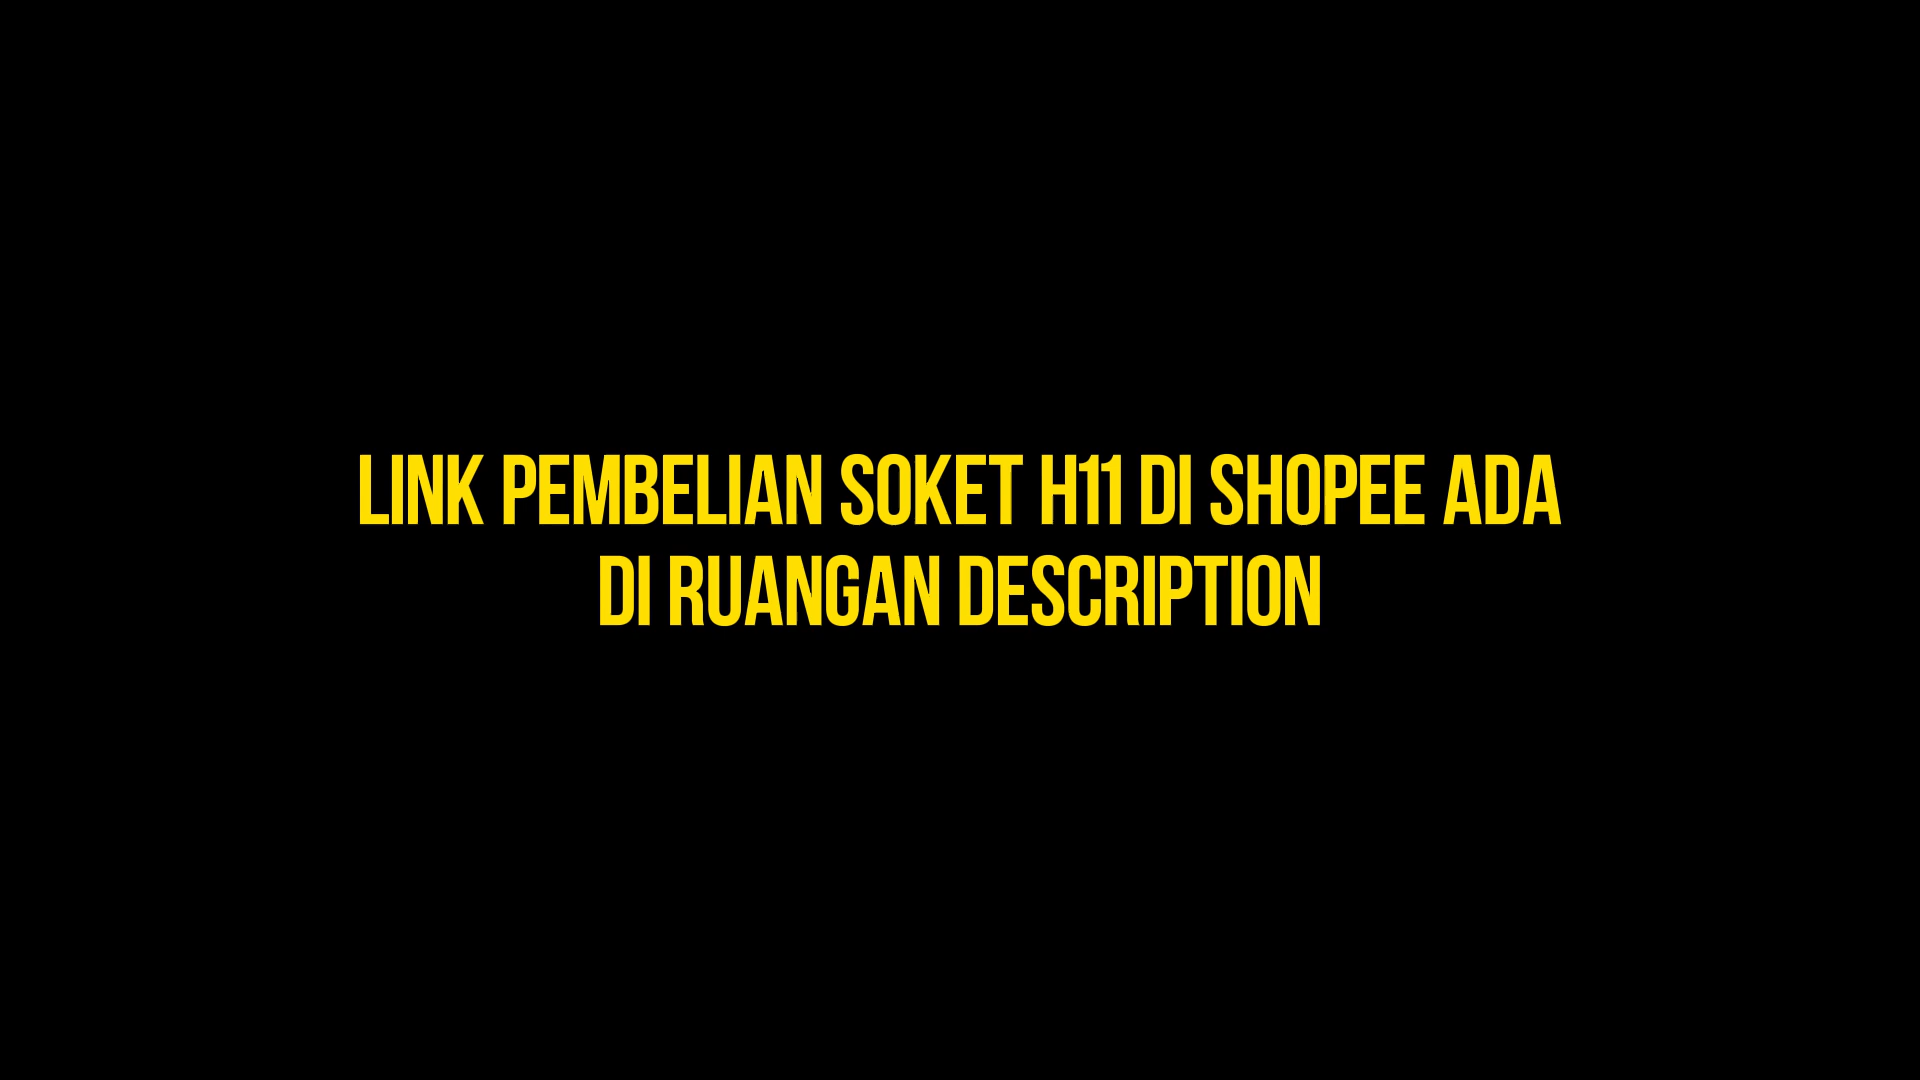 LINK PEMBELIAN SOKET H11 DI SHOPEE ADA
DI RUANGAN DESCRIPTION